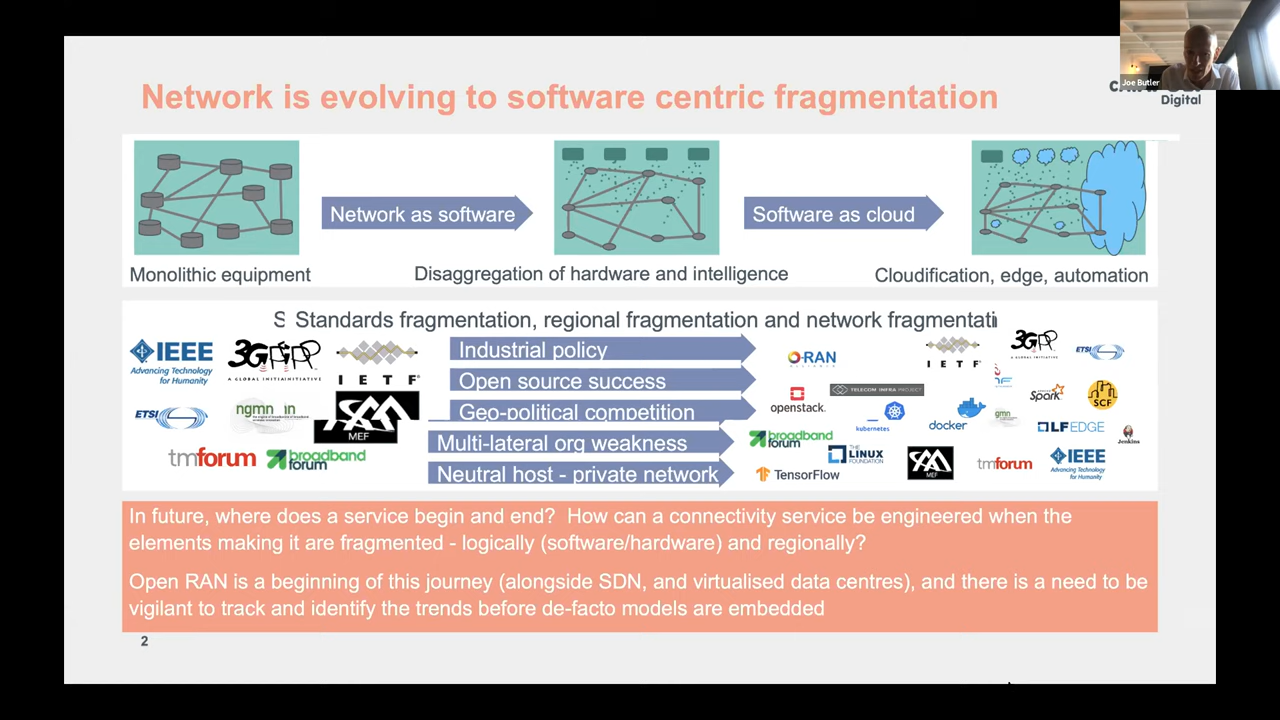 Joe Butler
Digital
Network is evolving to software centric fragmentation
Network as software
Software as cloud
Monolithic equipment
Disaggregation of hardware and intelligence
Cloudification, edge, automation
S Standards fragmentation, regional fragmentation and network fragmentati
IEEE
Advancing Technology
for Humanity
3G
A GLOBAL INITIATIVE
IETF
ETSI
ngmn
MEF
tmforum
broadband
forum
Industrial policy
Open source success
Geo-political competition
Multi-lateral org weakness
Neutral host - private network
O-RAN
ALLIANCE
IETF
3GPP
A GLOBAL INITIATIVE
ETSI
openstack.
TELECOM INFRA PROJECT
Spark
SCF
kubernetes
docker
ngmn
LF EDGE
Jenkins
broadband
forum
THE
LINUX
FOUNDATION
TensorFlow
MEF
tmforum
IEEE
Advancing Technology
for Humanity
In future, where does a service begin and end? How can a connectivity service be engineered when the
elements making it are fragmented - logically (software/hardware) and regionally?
Open RAN is a beginning of this journey (alongside SDN, and virtualised data centres), and there is a need to be
vigilant to track and identify the trends before de-facto models are embedded
2